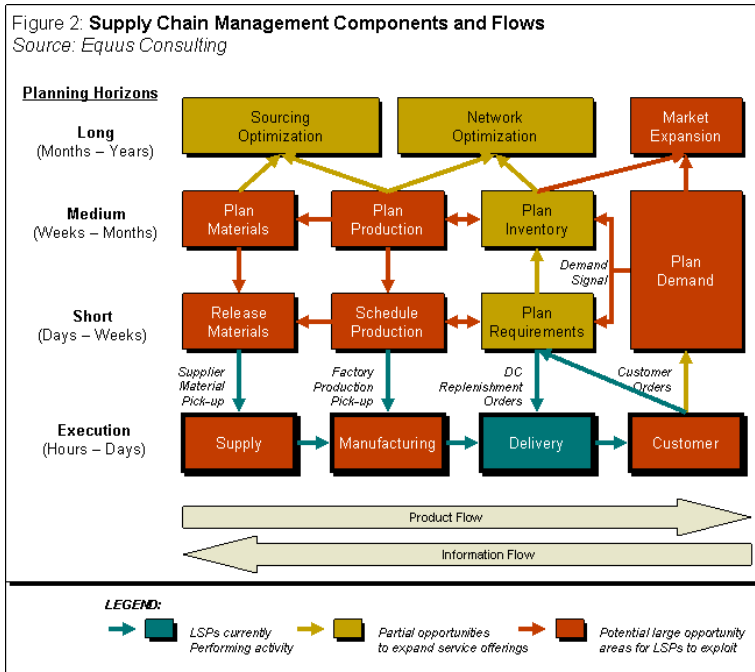 Figure 2: Supply Chain Management Components and Flows
Source: Equus Consulting
Planning Horizons
Long
(Months – Years)
Sourcing
Optimization
Network
Optimization
Market
Expansion
Medium
(Weeks – Months)
Plan
Materials
Plan
Production
Plan
Inventory
Demand
Signal
Plan
Demand
Short
(Days – Weeks)
Release
Materials
Schedule
Production
Plan
Requirements
Supplier
Material
Pick-up
Factory
Production
Pick-up
DC
Replenishment
Orders
Customer
Orders
Execution
(Hours – Days)
Supply
Manufacturing
Delivery
Customer
Product Flow
Information Flow
LEGEND:
LSPs currently
Performing activity
Partial opportunities
to expand service offerings
Potential large opportunity
areas for LSPs to exploit